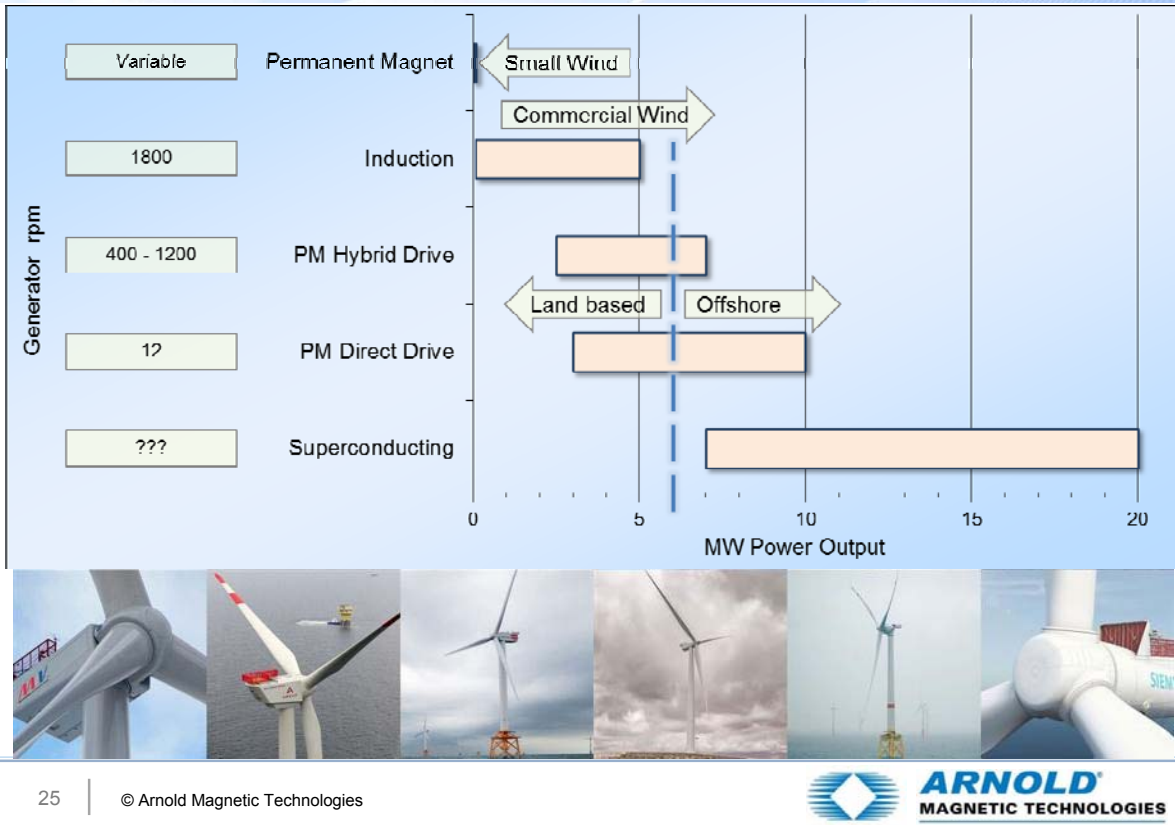 Variable Permanent Magnet Small Wind
Commercial Wind
1800 Induction
Generator rpm
400 - 1200 PM Hybrid Drive
Land based Offshore
12 PM Direct Drive
??? Superconducting
0 5 10 15 20
MW Power Output
SIEM
25 © Arnold Magnetic Technologies
ARNOLD®
MAGNETIC TECHNOLOGIES